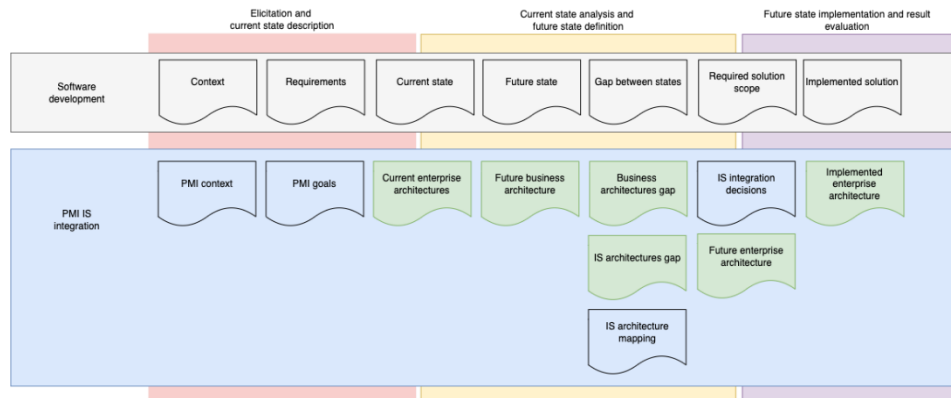 Elicitation and
current state description
Current state analysis and
future state definition
Future state implementation and result
evaluation
Software
development
Context
Requirements
Current state
Future state
Gap between states
Required solution
scope
Implemented solution
PMI IS
integration
PMI context
PMI goals
Current enterprise
architectures
Future business
architecture
Business
architectures gap
IS integration
decisions
Implemented
enterprise
architecture
IS architectures gap
Future enterprise
architecture
IS architecture
mapping